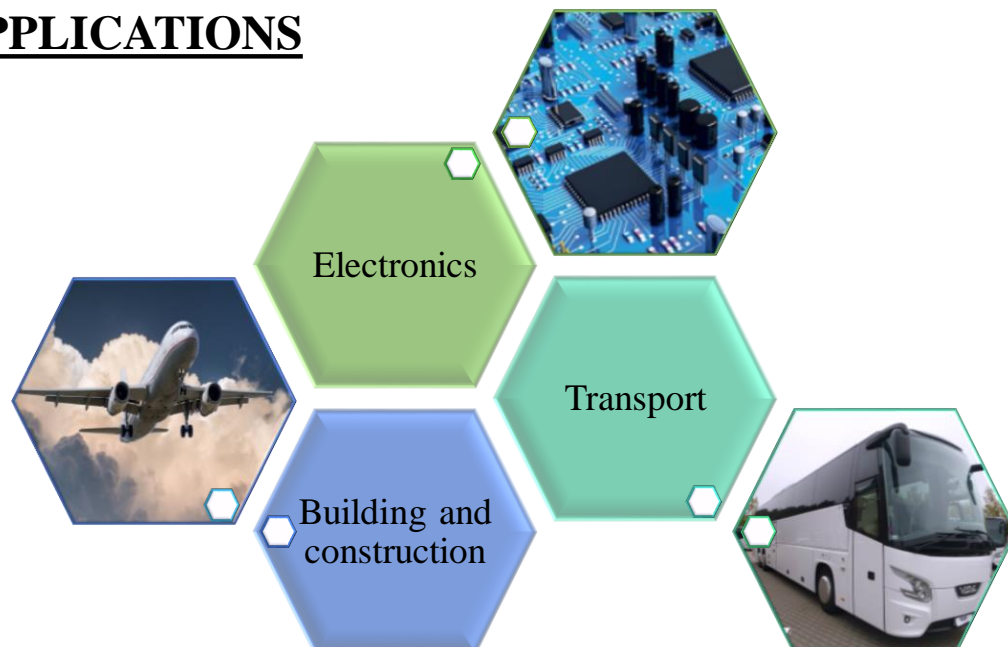 PPLICATIONS
Electronics
Transport
Building and
construction